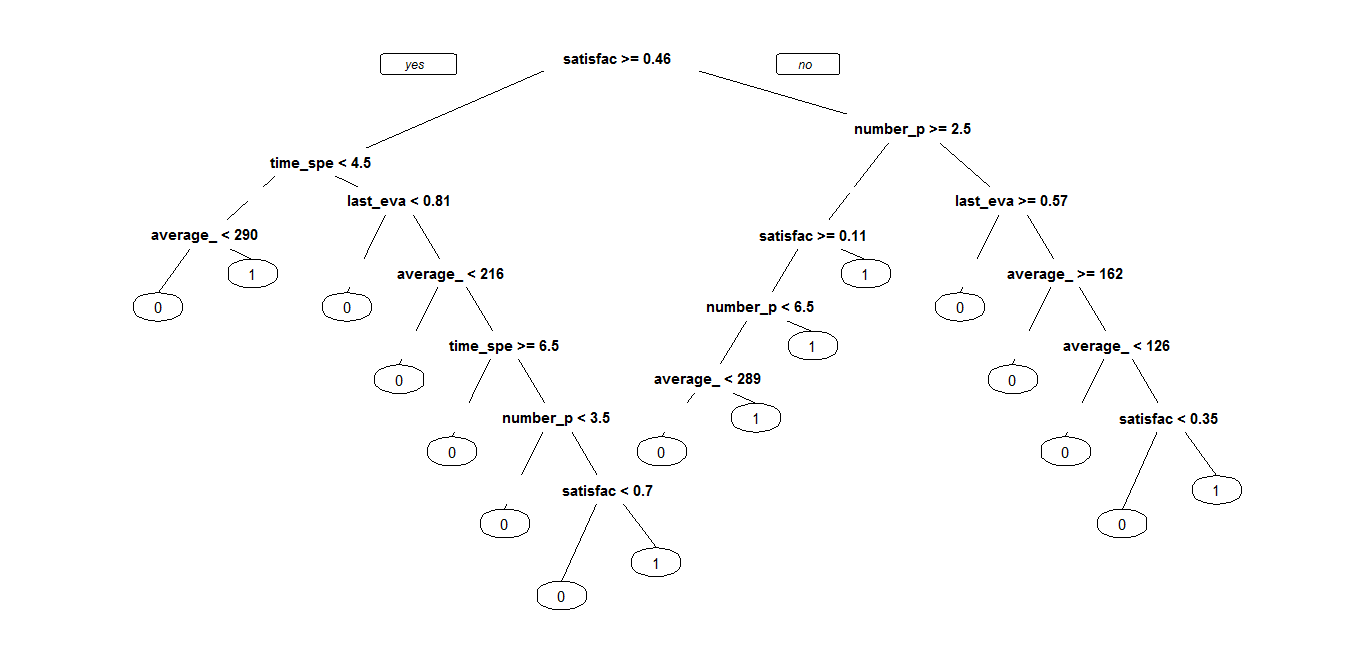 yes
satisfac >= 0.46
no
number_p >= 2.5
time_spe < 4.5
last_eva < 0.81
last_eva >= 0.57
average_ < 290
satisfac >= 0.11
1
average_ < 216
1
average_ >= 162
0
0
number_p < 6.5
0
time_spe >= 6.5
1
average_ < 126
0
average_ < 289
0
number_p < 3.5
1
satisfac < 0.35
0
0
0
satisfac < 0.7
1
0
0
1
0